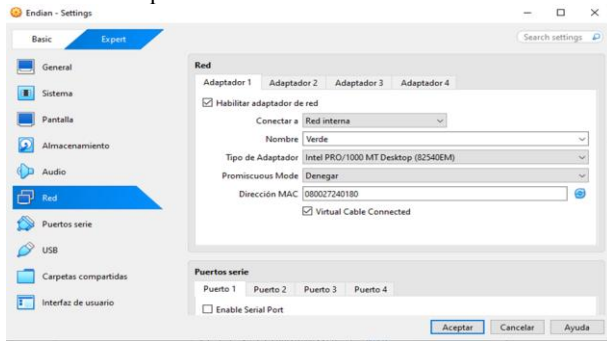 Endian - Settings
Basic Expert Search settings
General
Sistema
Pantalla
Almacenamiento
Audio
Red
Puertos serie
USB
Carpetas compartidas
Interfaz de usuario
Red
Adaptador 1 Adaptador 2 Adaptador 3 Adaptador 4
Habilitar adaptador de red
Conectar a Red interna
Nombre Verde
Tipo de Adaptador Intel PRO/1000 MT Desktop (82540EM)
Promiscuous Mode Denegar
Dirección MAC 080027240180
Virtual Cable Connected
Puertos serie
Puerto 1 Puerto 2 Puerto 3 Puerto 4
Enable Serial Port
Aceptar Cancelar Ayuda